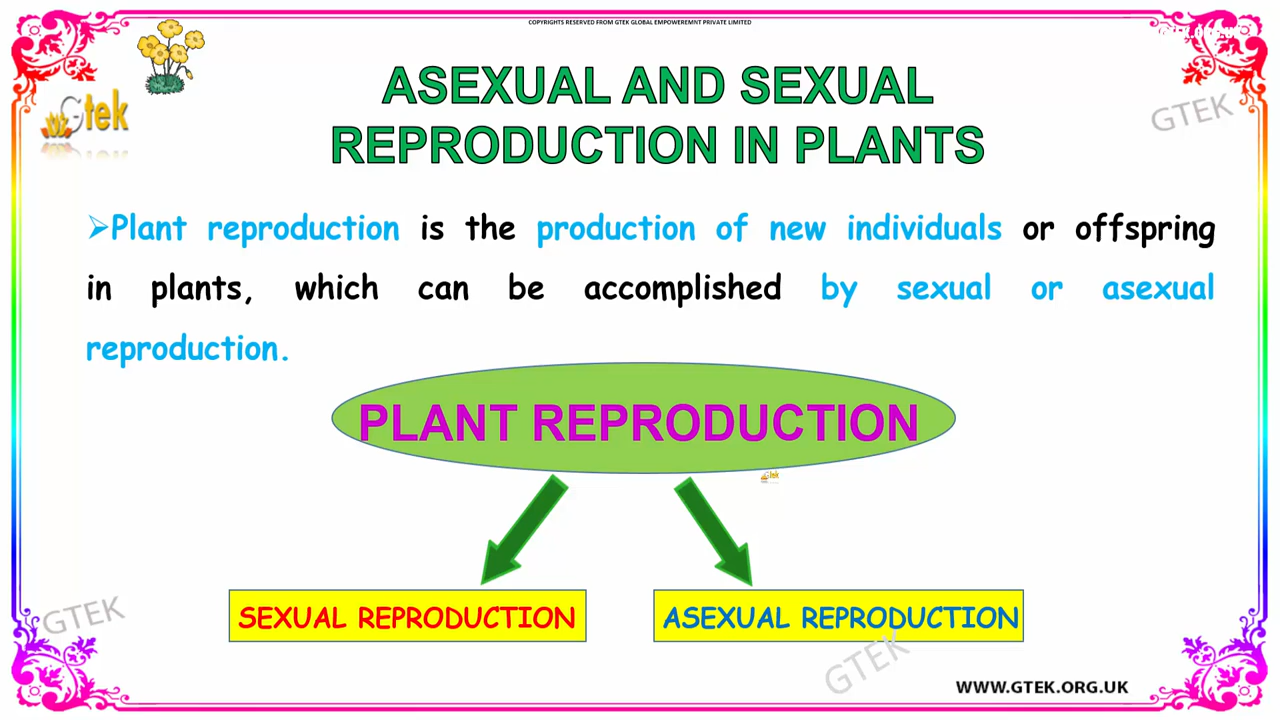 COPYRIGHTS RESERVED FROM GTEK GLOBAL EMPOWEREMNT PRIVATE LIMITED
Gtek
GTEK
ASEXUAL AND SEXUAL
REPRODUCTION IN PLANTS
➢Plant reproduction is the production of new individuals or offspring
in plants, which can be accomplished by sexual or asexual
reproduction.
PLANT REPRODUCTION
Gtek
SEXUAL REPRODUCTION
ASEXUAL REPRODUCTION
GTEK
GTEK
WWW.GTEK.ORG.UK